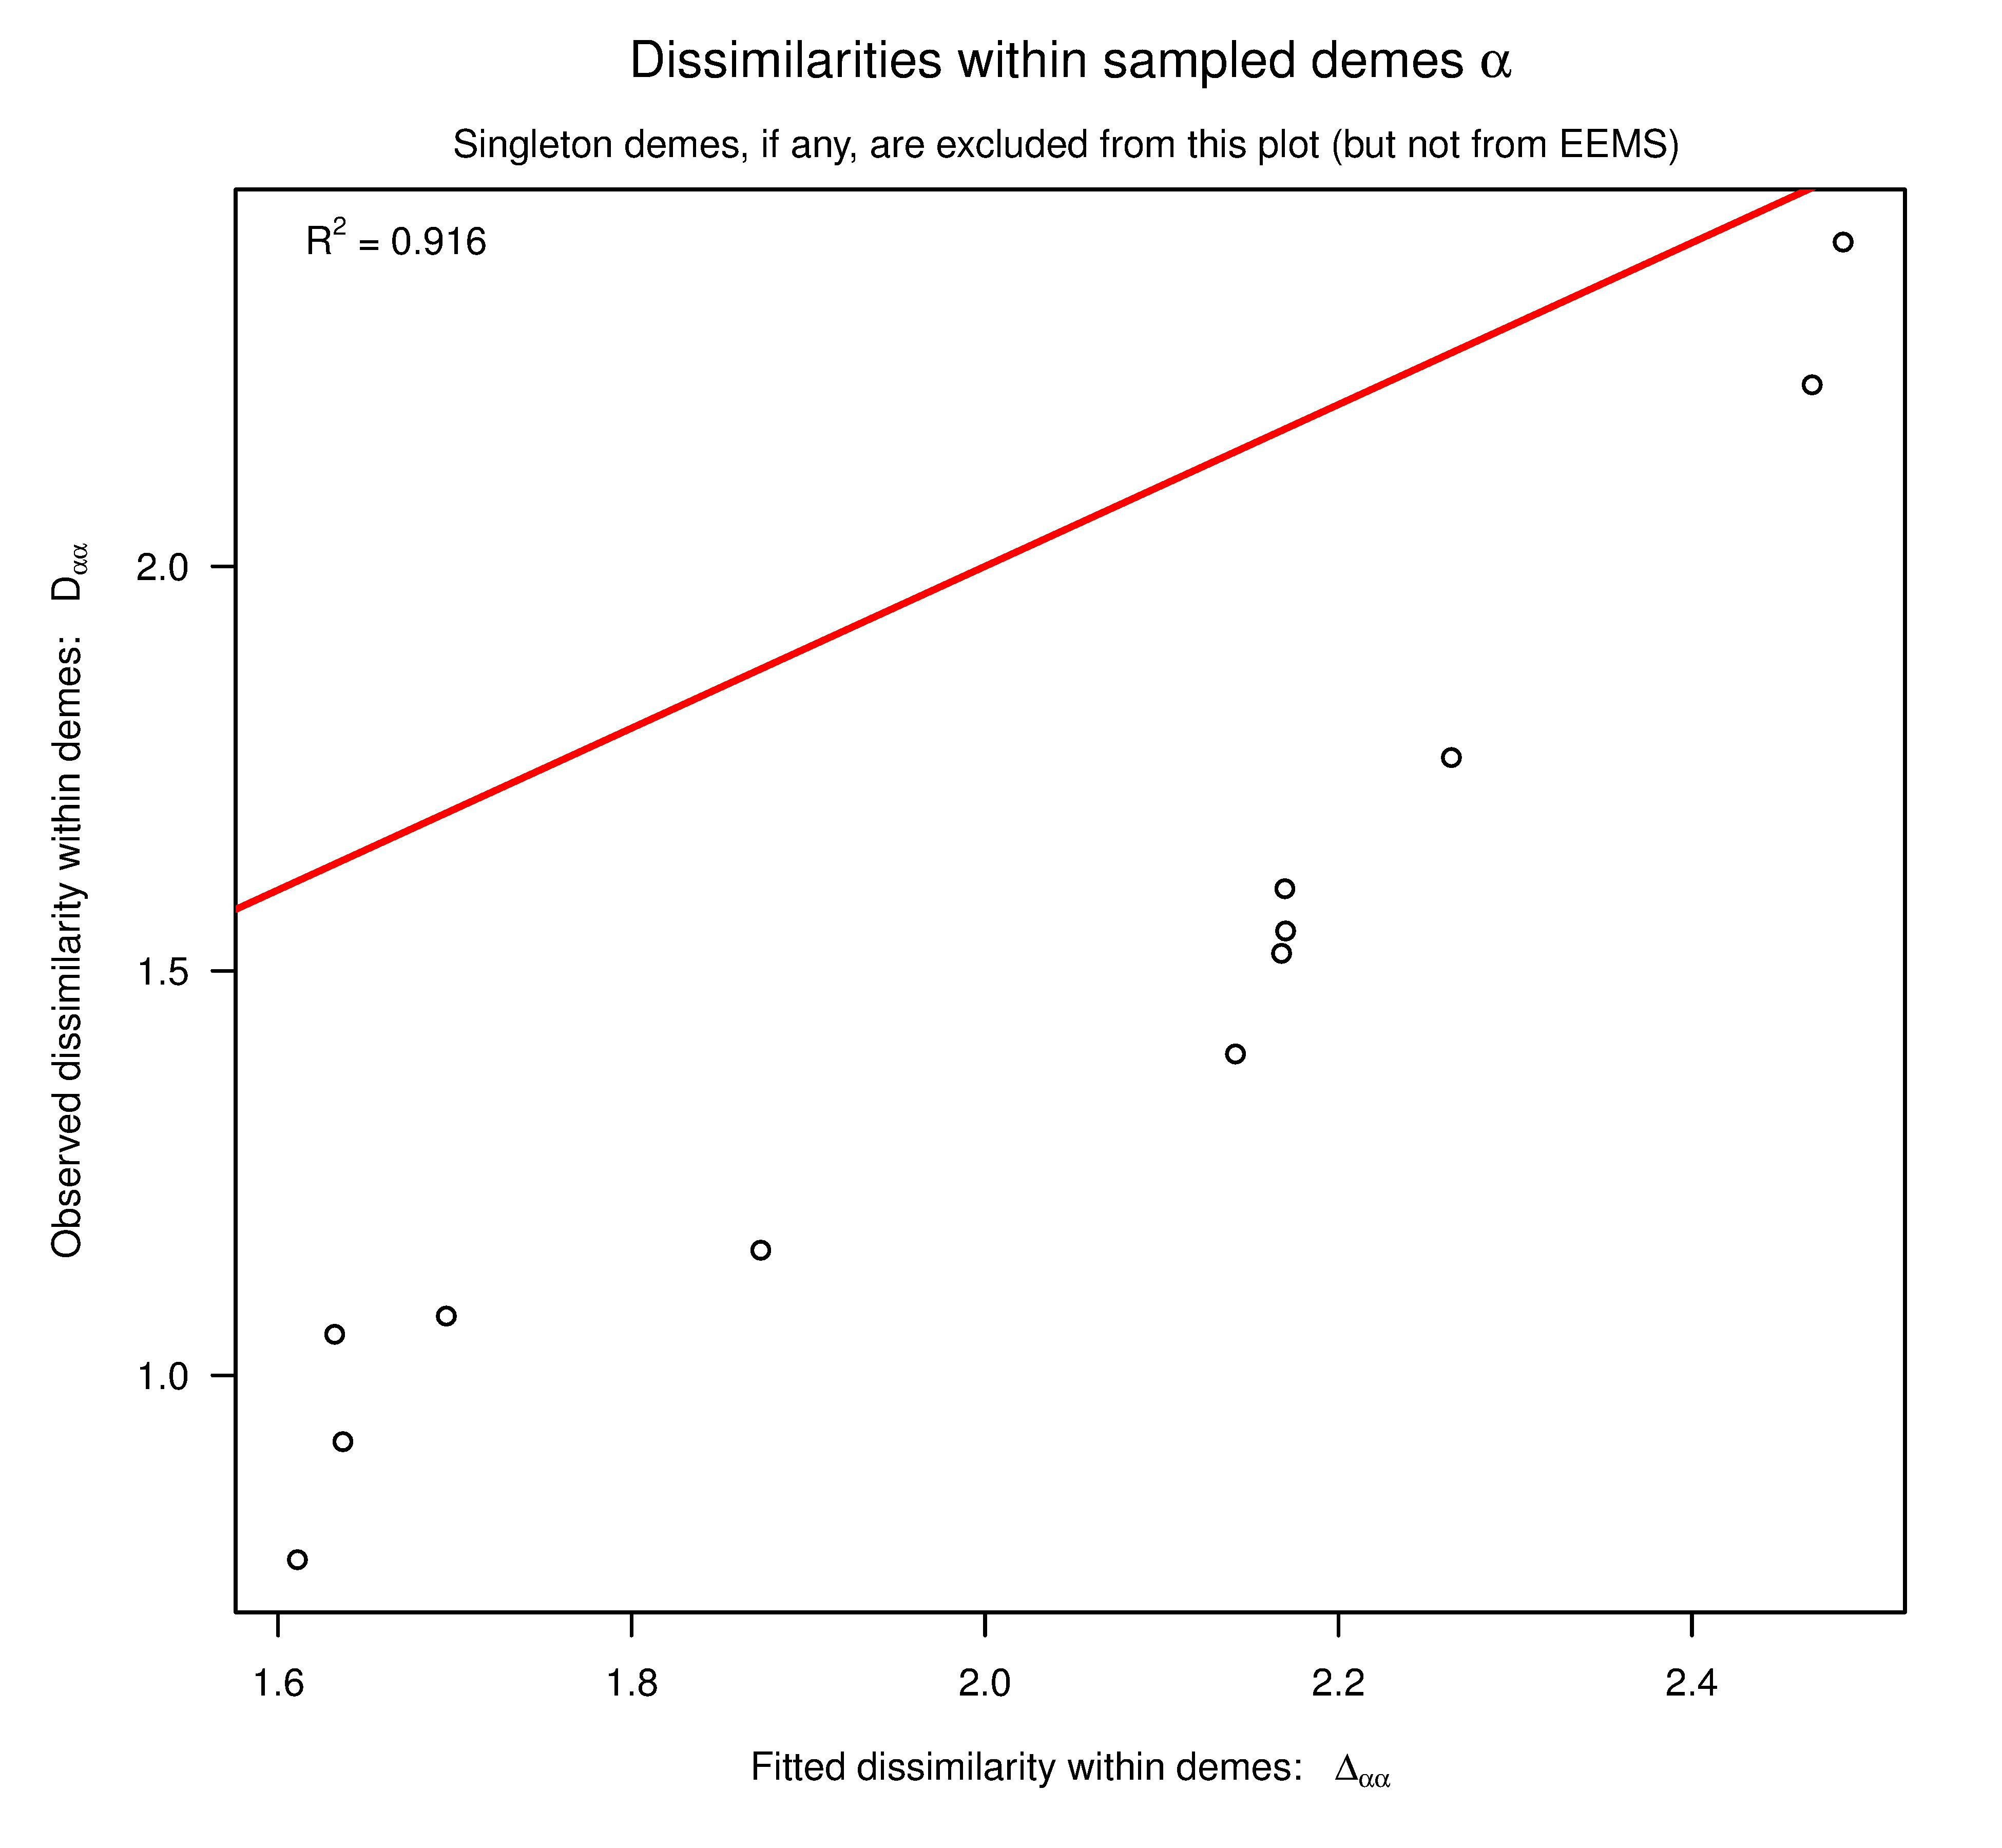 Dissimilarities within sampled demes α
Singleton demes, if any, are excluded from this plot (but not from EEMS)
R² = 0.916
Observed dissimilarity within demes: Dαα
2.0
1.5
1.0
1.6 1.8 2.0 2.2 2.4
Fitted dissimilarity within demes: Δαα